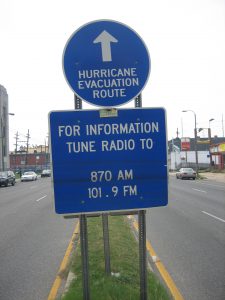 HURRICANE
EVACUATION
ROUTE
FOR INFORMATION
TUNE RADIO TO
870 AM
101.9 FM